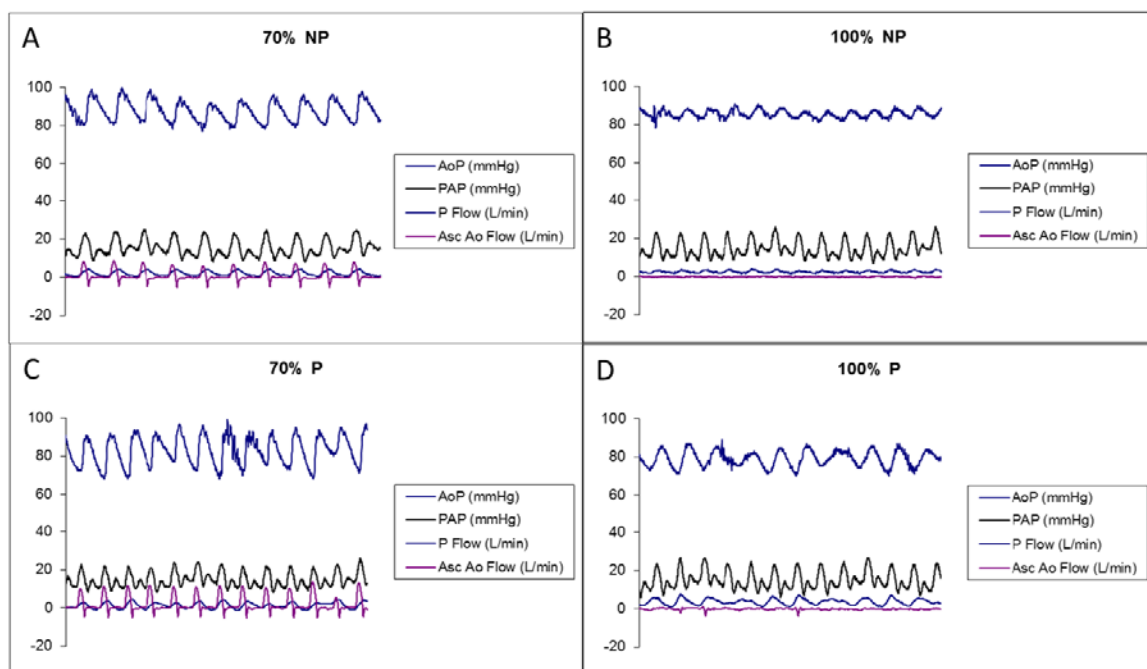 A
70% NP
100
80
60
40
20
0
-20
AoP (mmHg)
PAP (mmHg)
P Flow (L/min)
Asc Ao Flow (L/min)
B
100% NP
100
80
60
40
20
0
-20
AoP (mmHg)
PAP (mmHg)
P Flow (L/min)
Asc Ao Flow (L/min)
C
70% P
100
80
60
40
20
0
-20
AoP (mmHg)
PAP (mmHg)
P Flow (L/min)
Asc Ao Flow (L/min)
D
100% P
100
80
60
40
20
0
-20
AoP (mmHg)
PAP (mmHg)
P Flow (L/min)
Asc Ao Flow (L/min)